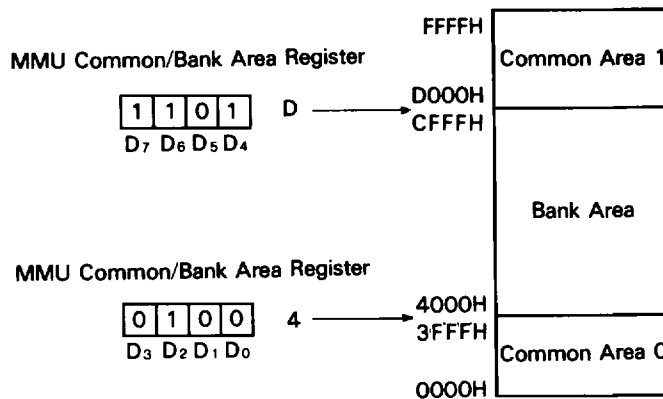 FFFFH
MMU Common/Bank Area Register
Common Area 1
1 1 0 1 D
D000H
CFFFH
D7 D6 D5 D4
Bank Area
MMU Common/Bank Area Register
0 1 0 0 4
4000H
3FFFH
D3 D2 D1 D0
Common Area 0
0000H